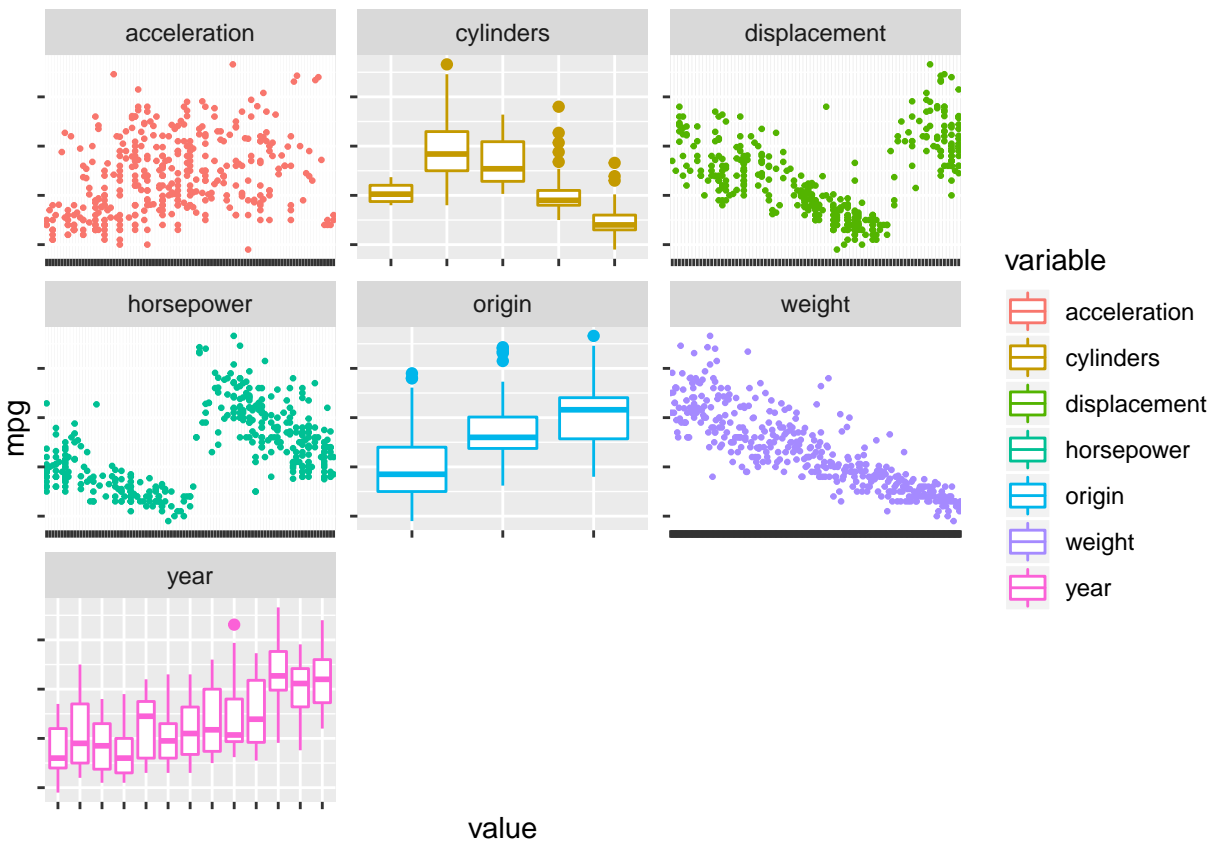 acceleration
cylinders
displacement
horsepower
origin
weight
year
mpg
value
variable
acceleration
cylinders
displacement
horsepower
origin
weight
year